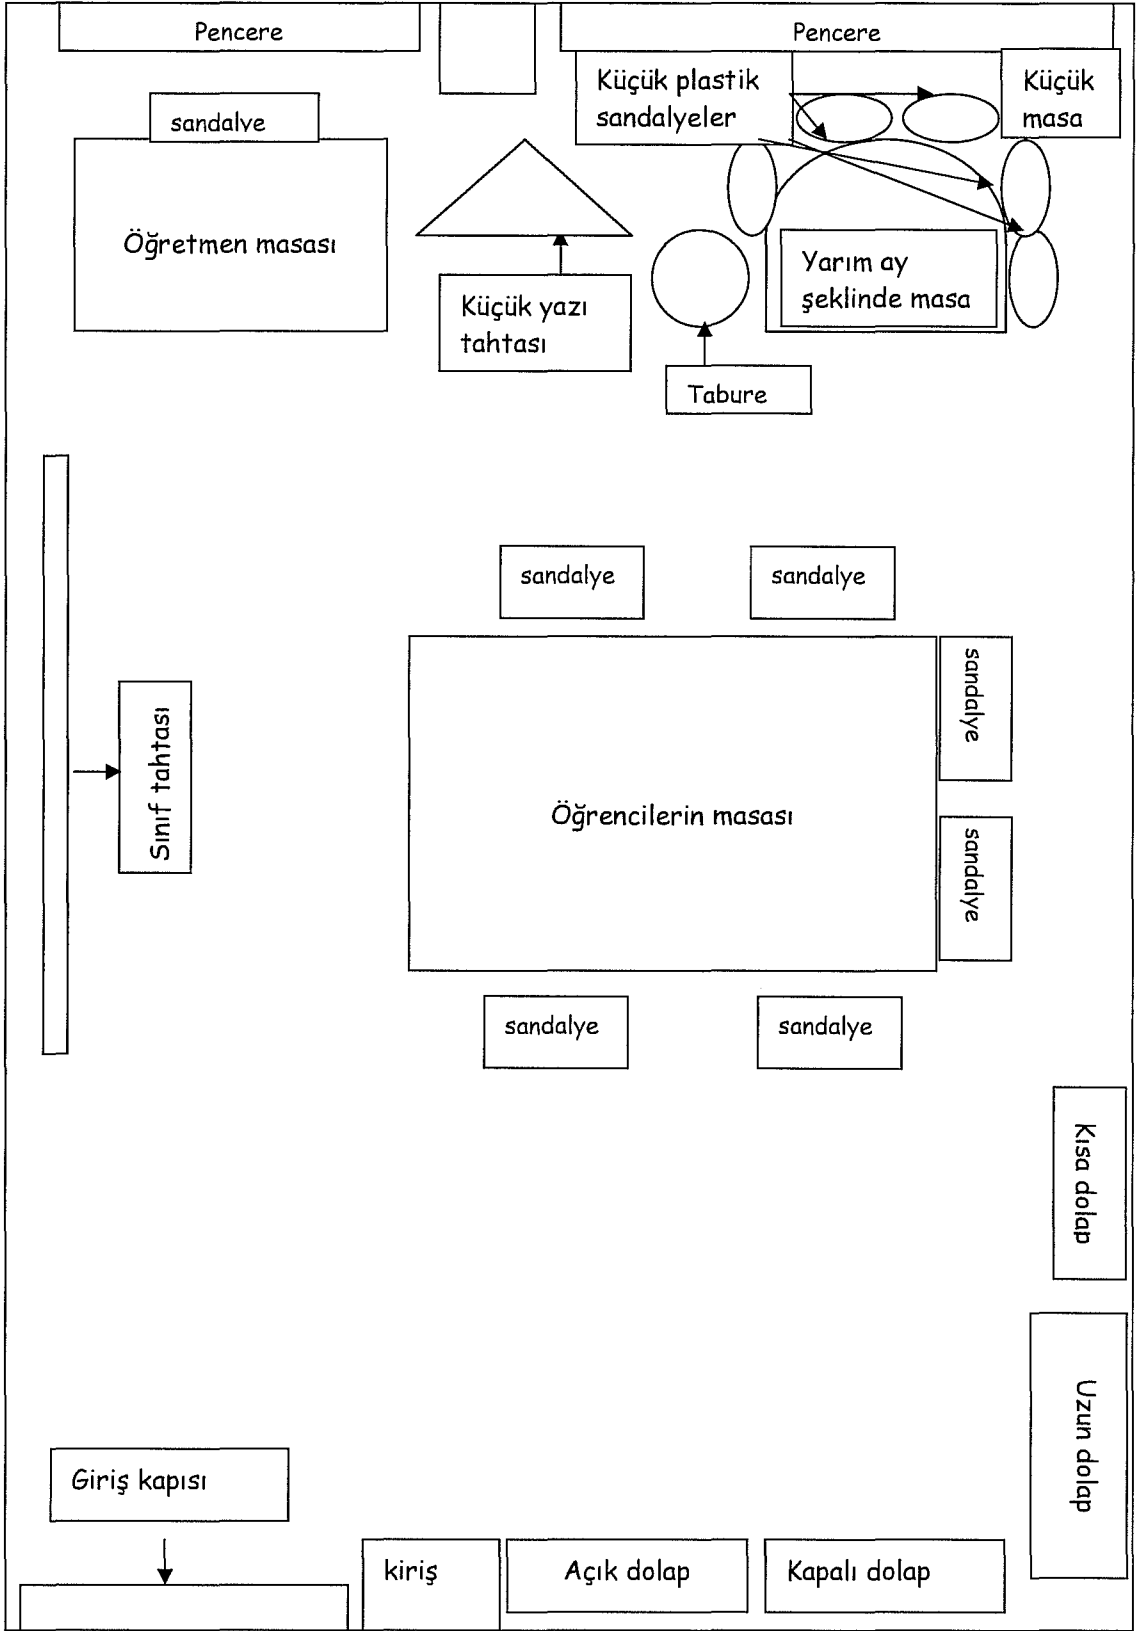 Pencere
Pencere
Küçük plastik
sandalyeler
Küçük
masa
sandalve
Öğretmen masası
Küçük yazı
tahtası
Yarım ay
şeklinde masa
Tabure
sandalye
sandalye
sandalye
Sınıf tahtası
Öğrencilerin masası
sandalye
sandalye
sandalye
Kısa dolap
Uzun dolap
Giriş kapısı
kiriş
Açık dolap
Kapalı dolap